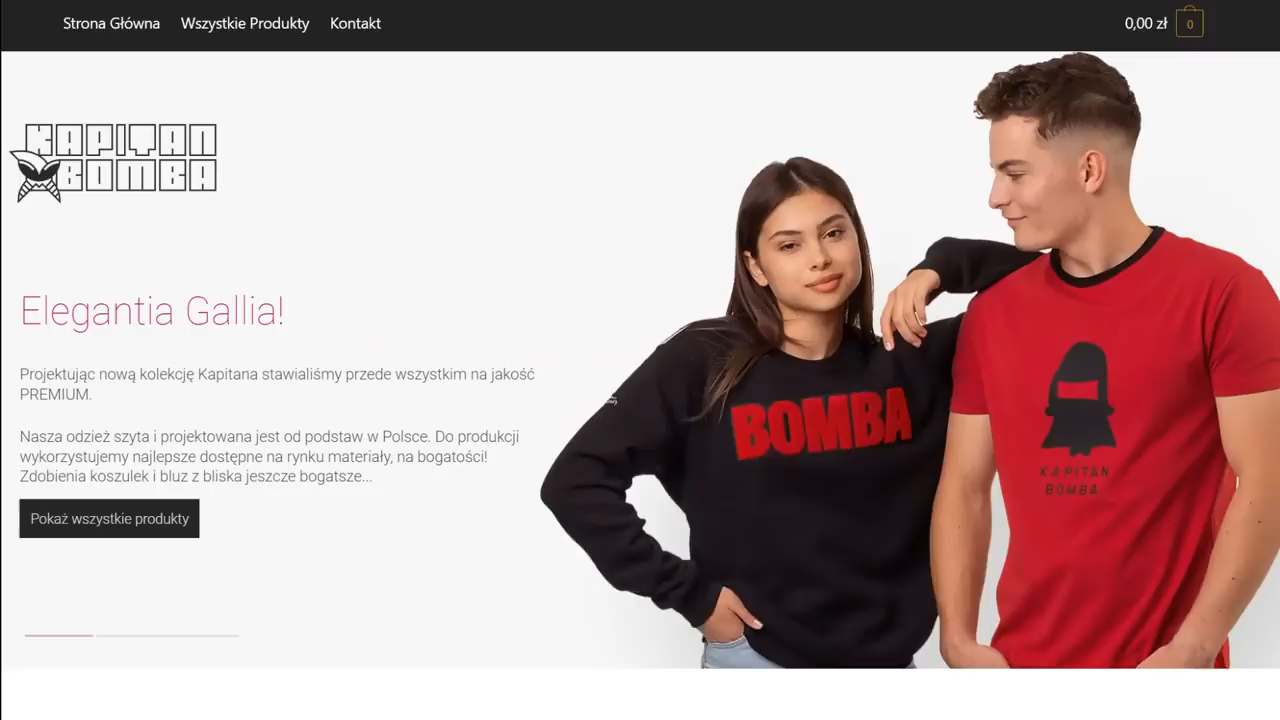 Strona Główna Wszystkie Produkty Kontakt 0,00 zł 0
KAPITAN
BOMBA
Elegantia Gallia!
Projektując nową kolekcję Kapitana stawialiśmy przede wszystkim na jakość
PREMIUM.
Nasza odzież szyta i projektowana jest od podstaw w Polsce. Do produkcji
wykorzystujemy najlepsze dostępne na rynku materiały, na bogatości!
Zdobienia koszulek i bluz z bliska jeszcze bogatsze...
Pokaż wszystkie produkty
BOMBA
KAPITAN
BOMBA